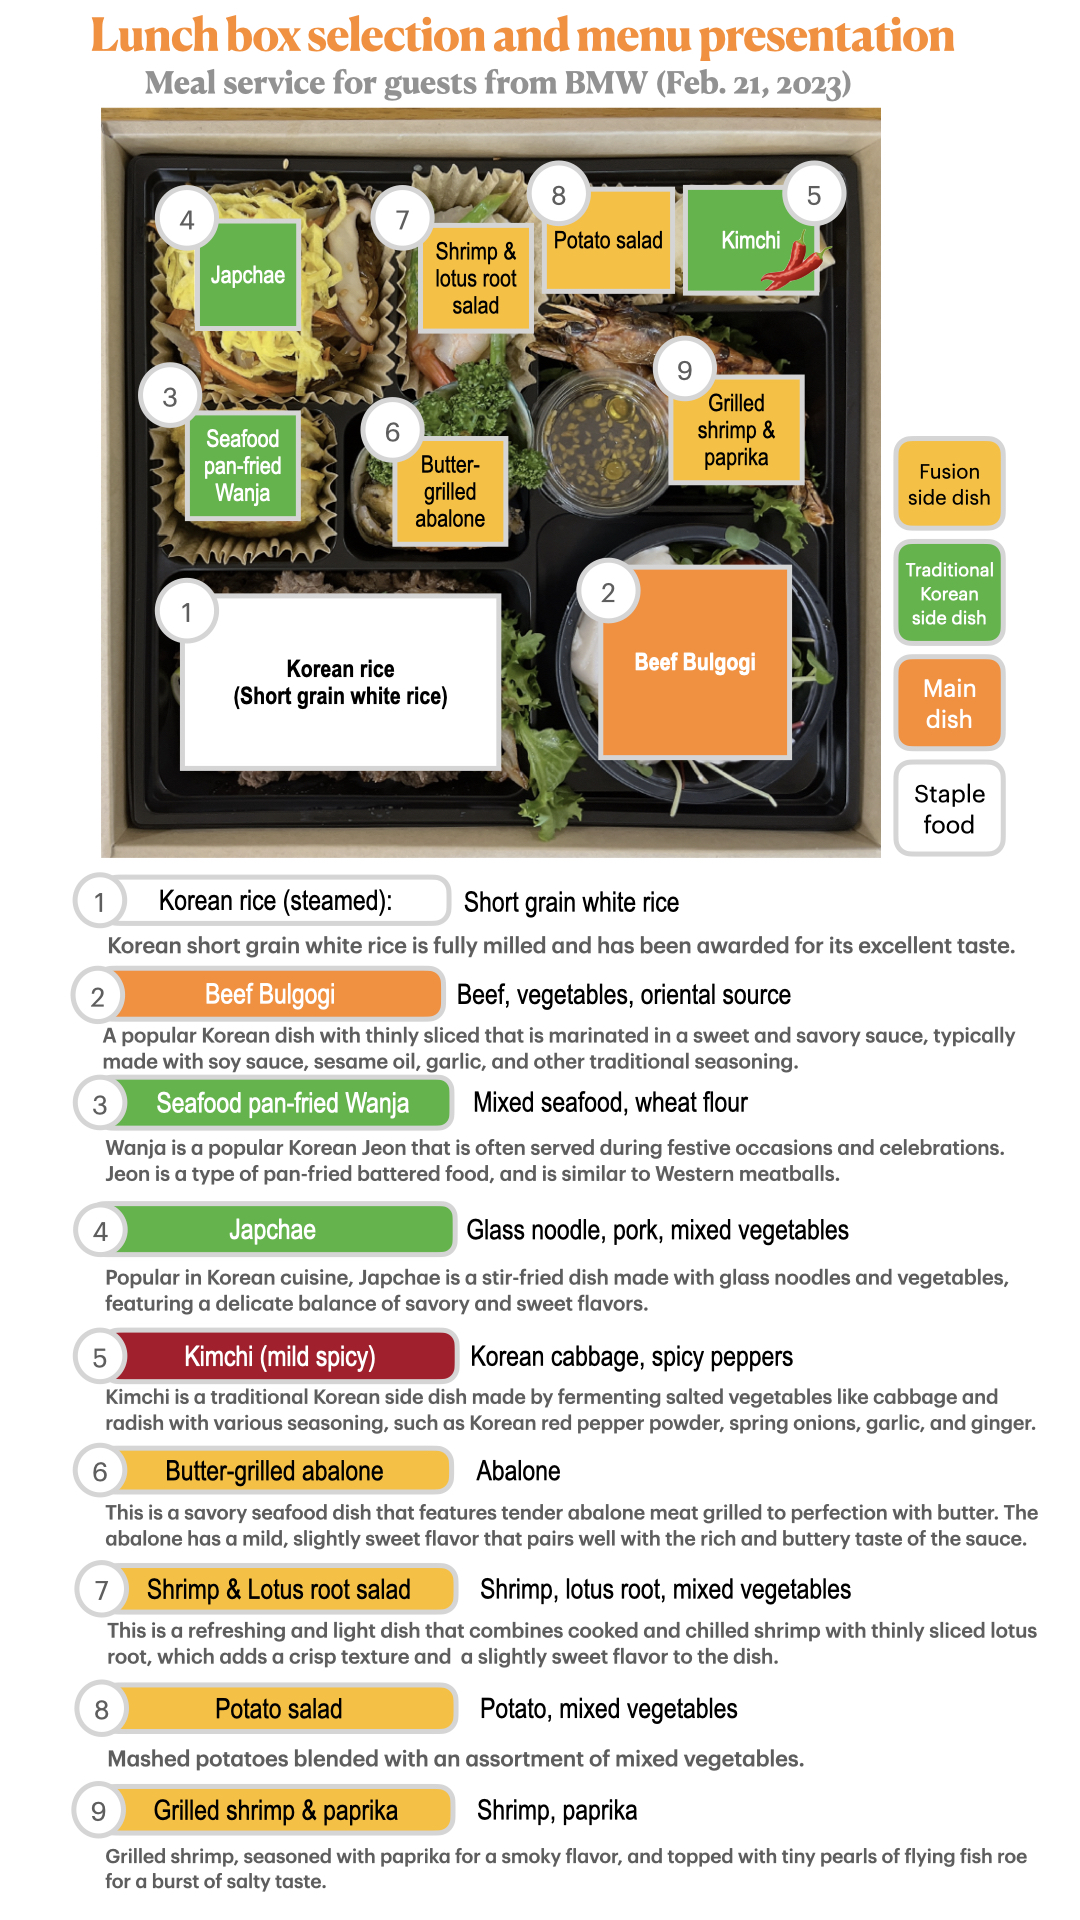 Lunch box selection and menu presentation
Meal service for guests from BMW (Feb. 21, 2023)
4
Japchae
7
Shrimp &
lotus root
salad
8
Potato salad
5
Kimchi
3
Seafood
pan-fried
Wanja
6
Butter-
grilled
abalone
9
Grilled
shrimp &
paprika
1
Korean rice
(Short grain white rice)
2
Beef Bulgogi
Fusion
side dish
Traditional
Korean
side dish
Main
dish
Staple
food
1 Korean rice (steamed): Short grain white rice
Korean short grain white rice is fully milled and has been awarded for its excellent taste.
2 Beef Bulgogi Beef, vegetables, oriental source
A popular Korean dish with thinly sliced that is marinated in a sweet and savory sauce, typically
made with soy sauce, sesame oil, garlic, and other traditional seasoning.
3 Seafood pan-fried Wanja Mixed seafood, wheat flour
Wanja is a popular Korean Jeon that is often served during festive occasions and celebrations.
Jeon is a type of pan-fried battered food, and is similar to Western meatballs.
4 Japchae Glass noodle, pork, mixed vegetables
Popular in Korean cuisine, Japchae is a stir-fried dish made with glass noodles and vegetables,
featuring a delicate balance of savory and sweet flavors.
5 Kimchi (mild spicy) Korean cabbage, spicy peppers
Kimchi is a traditional Korean side dish made by fermenting salted vegetables like cabbage and
radish with various seasoning, such as Korean red pepper powder, spring onions, garlic, and ginger.
6 Butter-grilled abalone Abalone
This is a savory seafood dish that features tender abalone meat grilled to perfection with butter. The
abalone has a mild, slightly sweet flavor that pairs well with the rich and buttery taste of the sauce.
7 Shrimp & Lotus root salad Shrimp, lotus root, mixed vegetables
This is a refreshing and light dish that combines cooked and chilled shrimp with thinly sliced lotus
root, which adds a crisp texture and a slightly sweet flavor to the dish.
8 Potato salad Potato, mixed vegetables
Mashed potatoes blended with an assortment of mixed vegetables.
9 Grilled shrimp & paprika Shrimp, paprika
Grilled shrimp, seasoned with paprika for a smoky flavor, and topped with tiny pearls of flying fish roe
for a burst of salty taste.